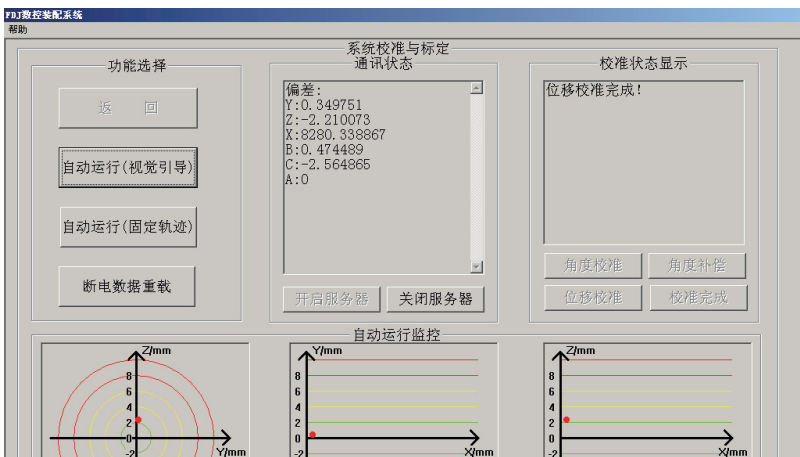 FDJ数控装配系统
帮助
系统校准与标定
功能选择
返 回
自动运行(视觉引导)
自动运行(固定轨迹)
断电数据重载
通讯状态
偏差:
Y:0.349751
Z:-2.210073
X:8280.338867
B:0.474489
C:-2.564865
A:0
开启服务器
关闭服务器
校准状态显示
位移校准完成!
角度校准
角度补偿
位移校准
校准完成
自动运行监控
Z/mm
8
6
4
2
0
-2
Y/mm
Y/mm
8
6
4
2
0
-2
X/mm
Z/mm
8
6
4
2
0
-2
X/mm